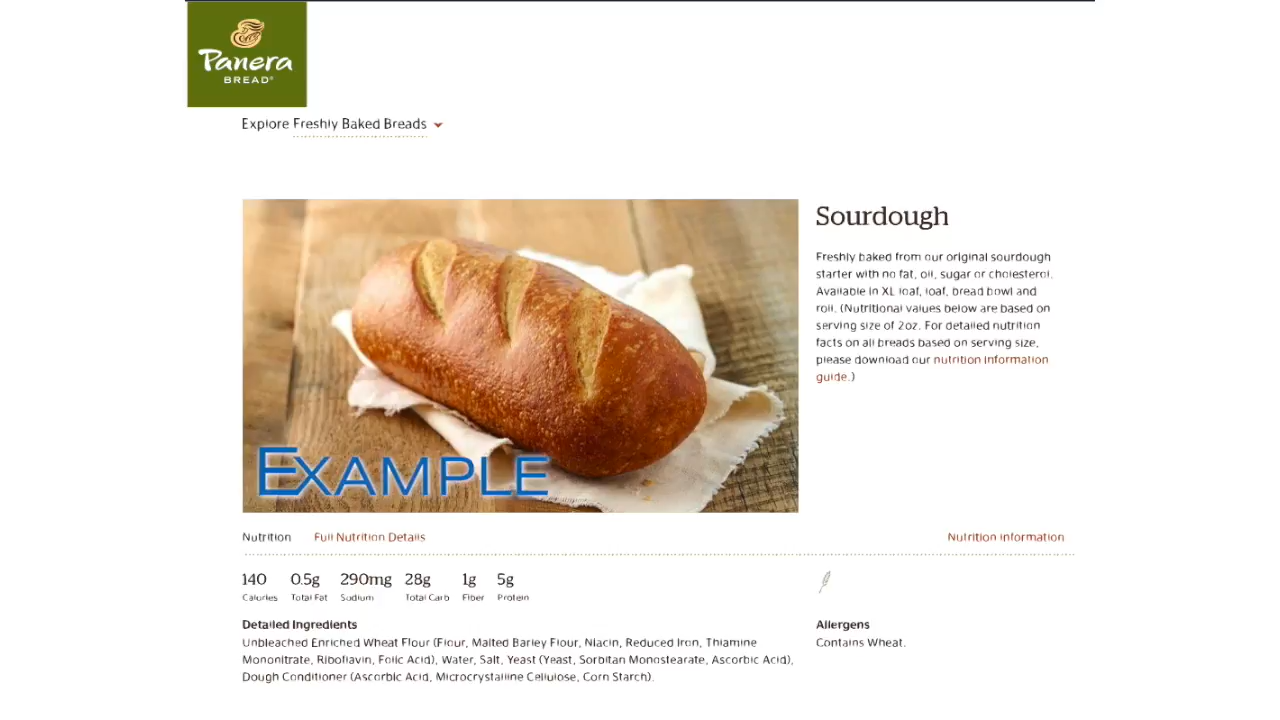 Panera
BREAD®
Explore Freshly Baked Breads
Sourdough
Freshly baked from our original sourdough
starter with no fat, oil, sugar or cholesterol.
Available in XL loaf, loaf, bread bowl and
roll. (Nutritional values below are based on
serving size of 2oz. For detailed nutrition
facts on all breads based on serving size,
please download our nutrition information
guide.)
EXAMPLE
Nutrition Full Nutrition Details Nutrition Information
140 0.5g 290mg 28g 1g 5g
Calories Total Fat Sodium Total Carb Fiber Protein
Detailed Ingredients
Unbleached Enriched Wheat Flour (Flour, Malted Barley Flour, Niacin, Reduced Iron, Thiamine
Mononitrate, Riboflavin, Folic Acid), Water, Salt, Yeast (Yeast, Sorbitan Monostearate, Ascorbic Acid),
Dough Conditioner (Ascorbic Acid, Microcrystalline Cellulose, Corn Starch).
Allergens
Contains Wheat.